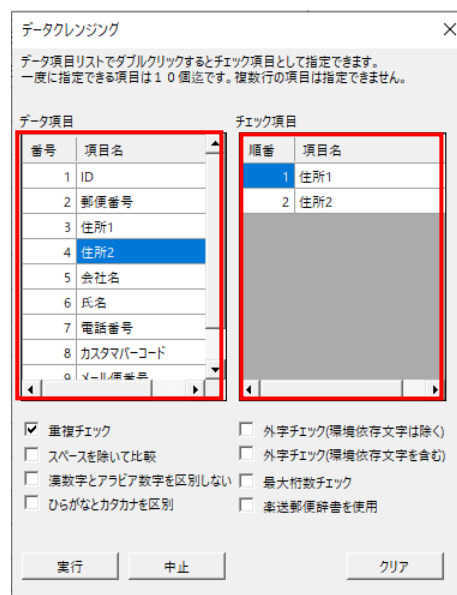 データクレンジング
データ項目リストでダブルクリックするとチェック項目として指定できます。
一度に指定できる項目は１０個迄です。複数行の項目は指定できません。
データ項目
番号 項目名
1 ID
2 郵便番号
3 住所1
4 住所2
5 会社名
6 氏名
7 電話番号
8 カスタマバーコード
チェック項目
順番 項目名
1 住所1
2 住所2
重複チェック
スペースを除いて比較
漢数字とアラビア数字を区別しない
ひらがなとカタカナを区別
外字チェック(環境依存文字は除く)
外字チェック(環境依存文字を含む)
最大桁数チェック
楽送郵便辞書を使用
実行 中止 クリア